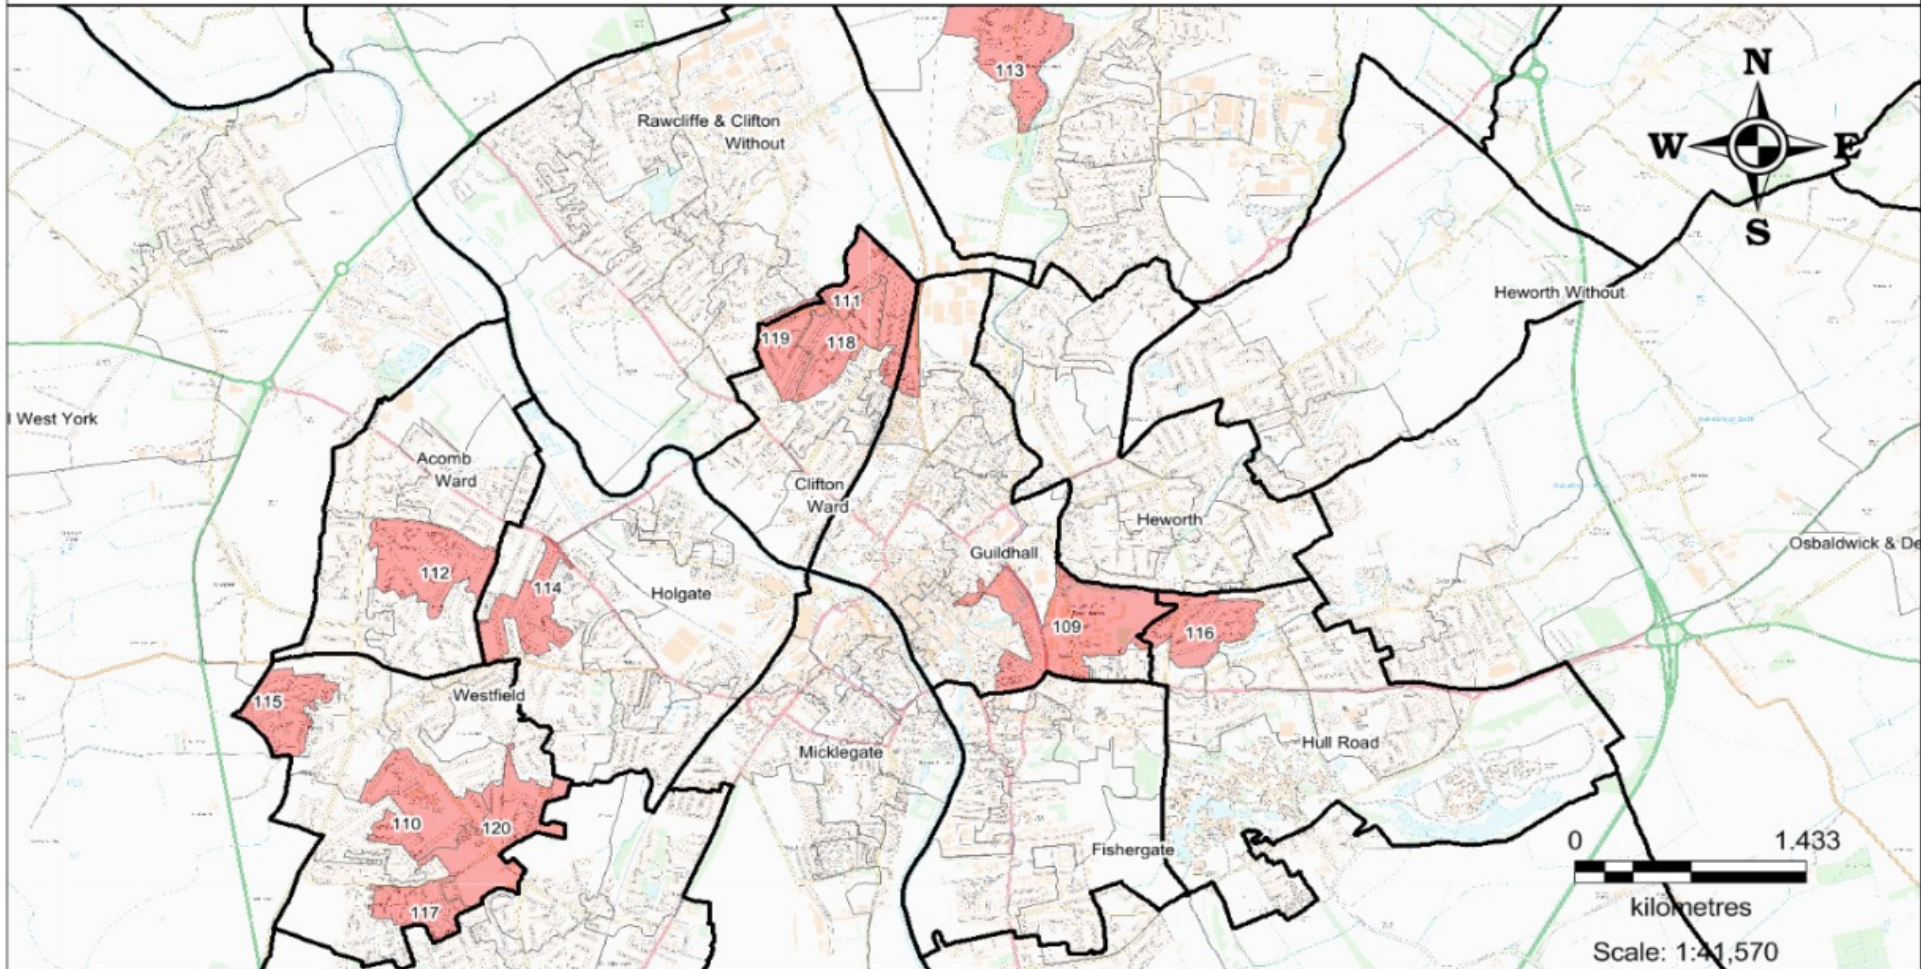 113
N
Rawcliffe & Clifton
Without
W
E
S
Heworth Without
111
119
118
l West York
Acomb
Ward
Clifton
Ward
Heworth
Osbaldwick & De
Guildhall
112
114
Holgate
109
116
115
Westfield
Micklegate
Hull Road
110
120
Fishergate
0
1.433
kilometres
117
Scale: 1:41,570